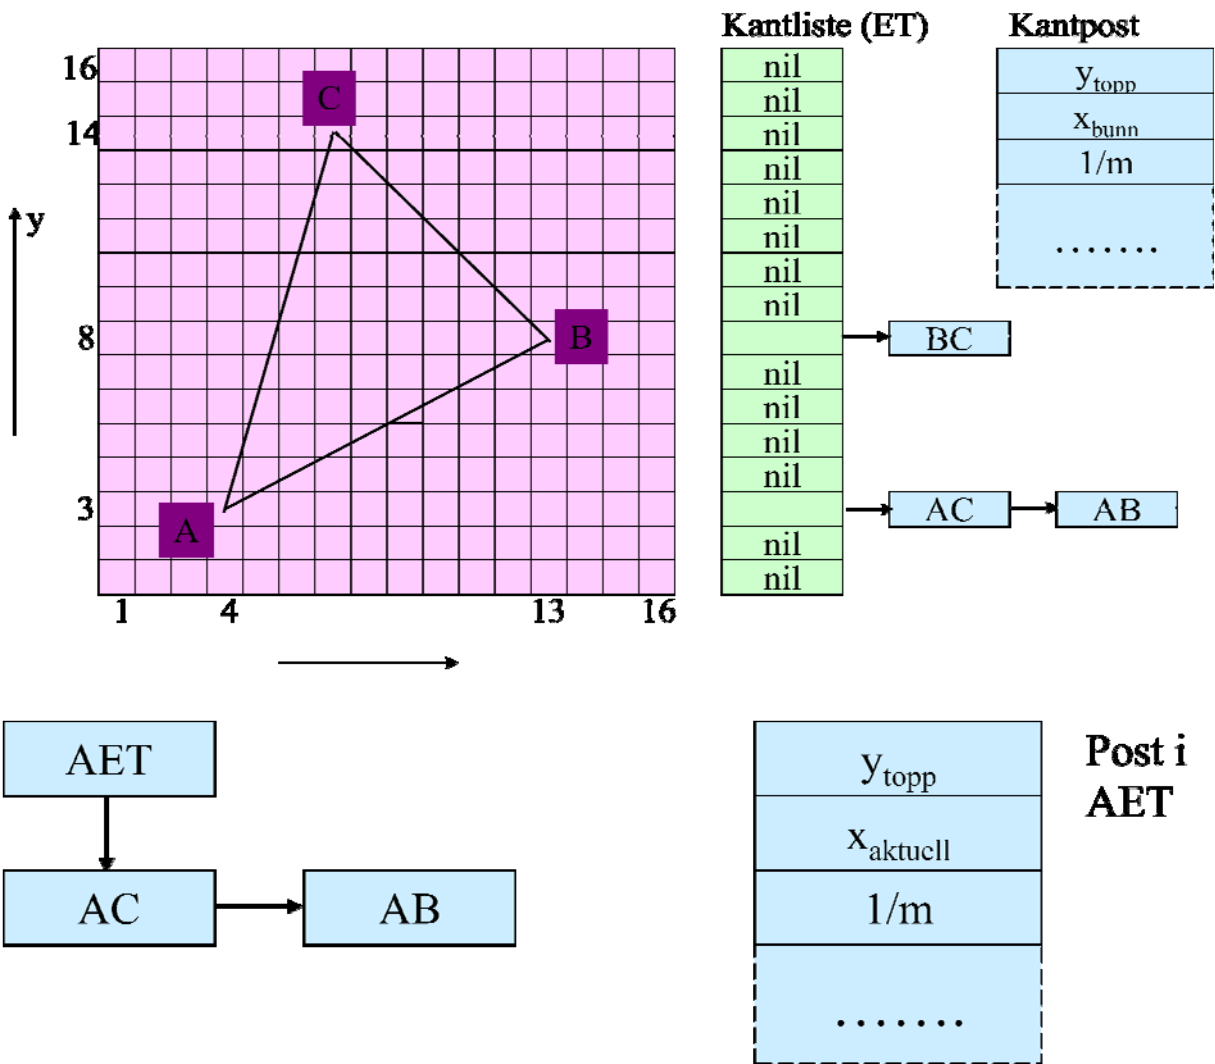 Kantliste (ET)
Kantpost
16
14
8
3
y
C
B
A
1
4
13
16
nil
nil
nil
nil
nil
nil
nil
nil
nil
nil
nil
nil
nil
nil
BC
AC
AB
ytopp
xbunn
1/m
.......
AET
AC
AB
ytopp
xaktuell
1/m
.......
Post i
AET